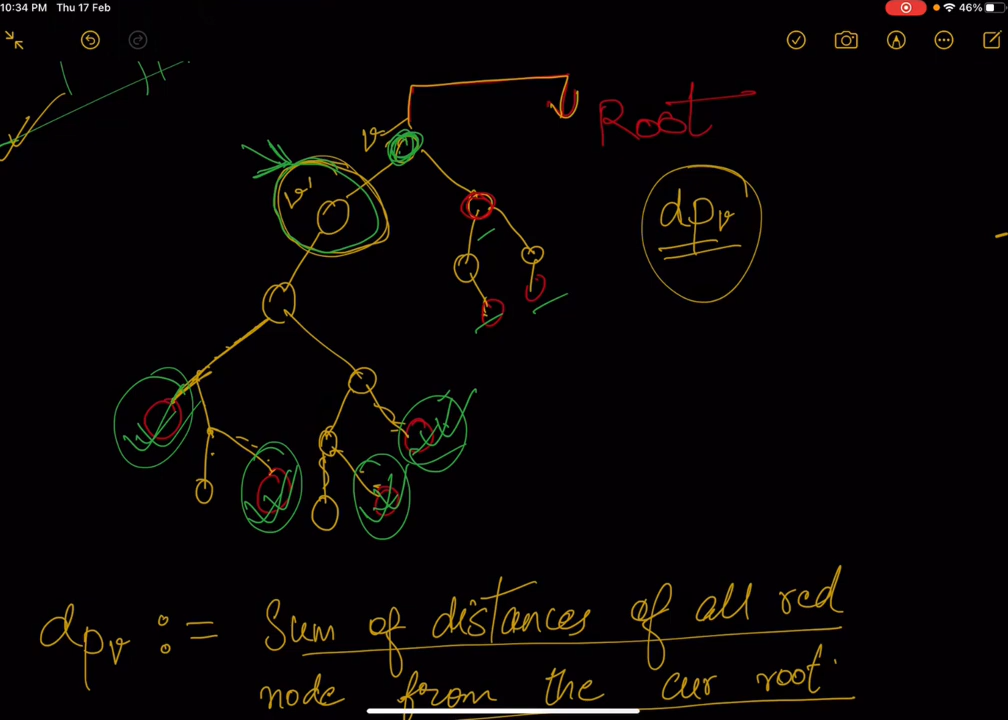 10:34 PM Thu 17 Feb
46%
v
Root
v'
dpv
dpv ::= Sum of distances of all red
node from the cur root.